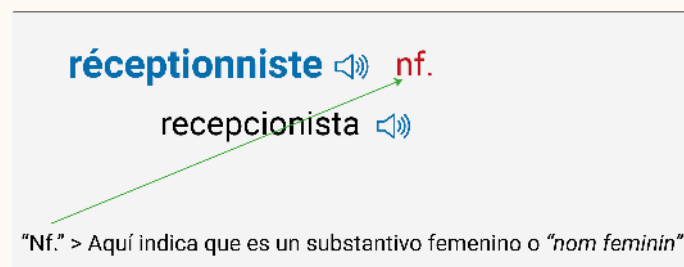 réceptionniste nf.
recepcionista
“Nf.” > Aquí indica que es un substantivo femenino o “nom feminin”